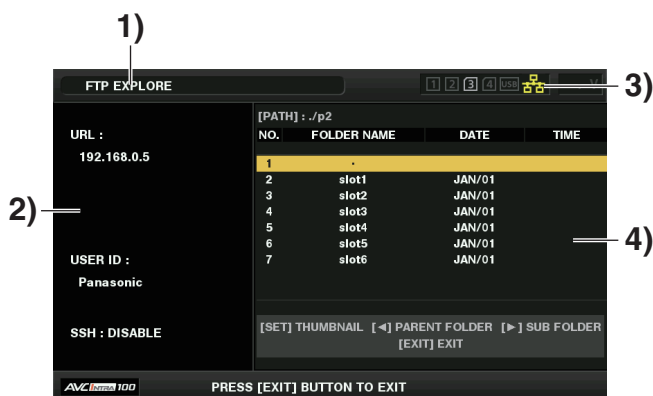 1)
FTP EXPLORE
1 2 3 4 USB
3)
[PATH] : ./p2
URL :
NO. FOLDER NAME DATE TIME
192.168.0.5
1 .
2 slot1 JAN/01
3 slot2 JAN/01
2)
4 slot3 JAN/01
5 slot4 JAN/01
4)
6 slot5 JAN/01
USER ID :
7 slot6 JAN/01
Panasonic
[SET] THUMBNAIL [◄] PARENT FOLDER [►] SUB FOLDER
SSH : DISABLE
[EXIT] EXIT
AVC Intra 100
PRESS [EXIT] BUTTON TO EXIT